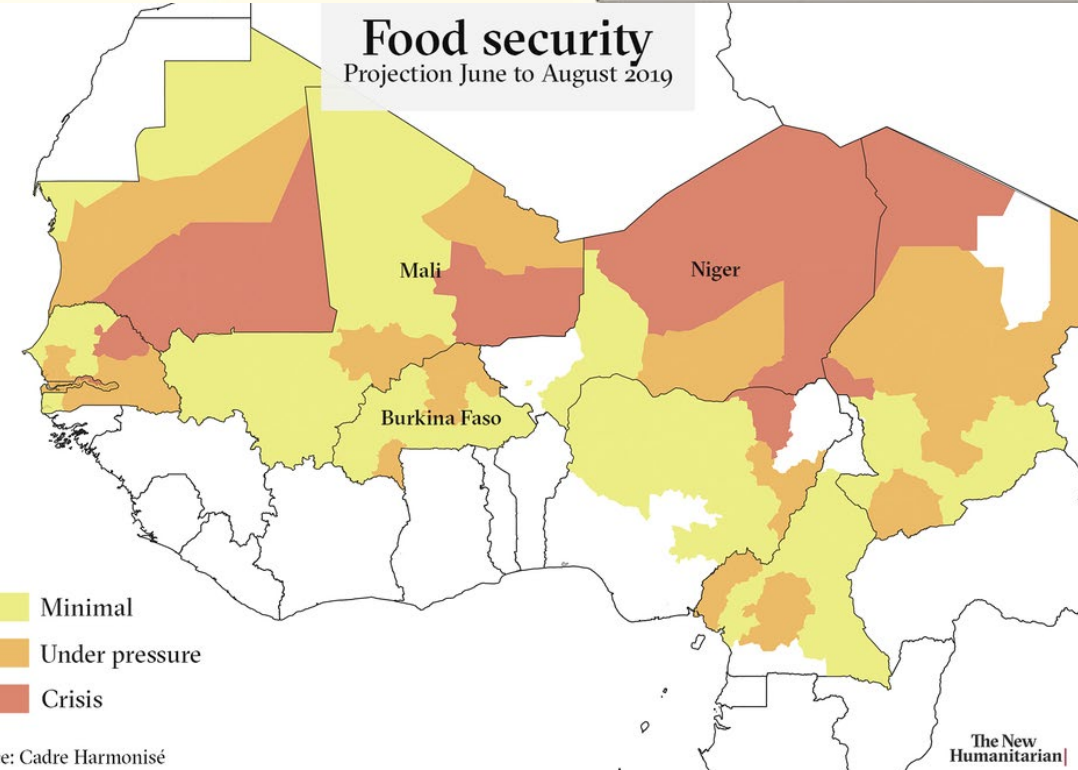 Food security
Projection June to August 2019
Mali
Niger
Burkina Faso
Minimal
Under pressure
Crisis
e: Cadre Harmonisé
The New
Humanitarian